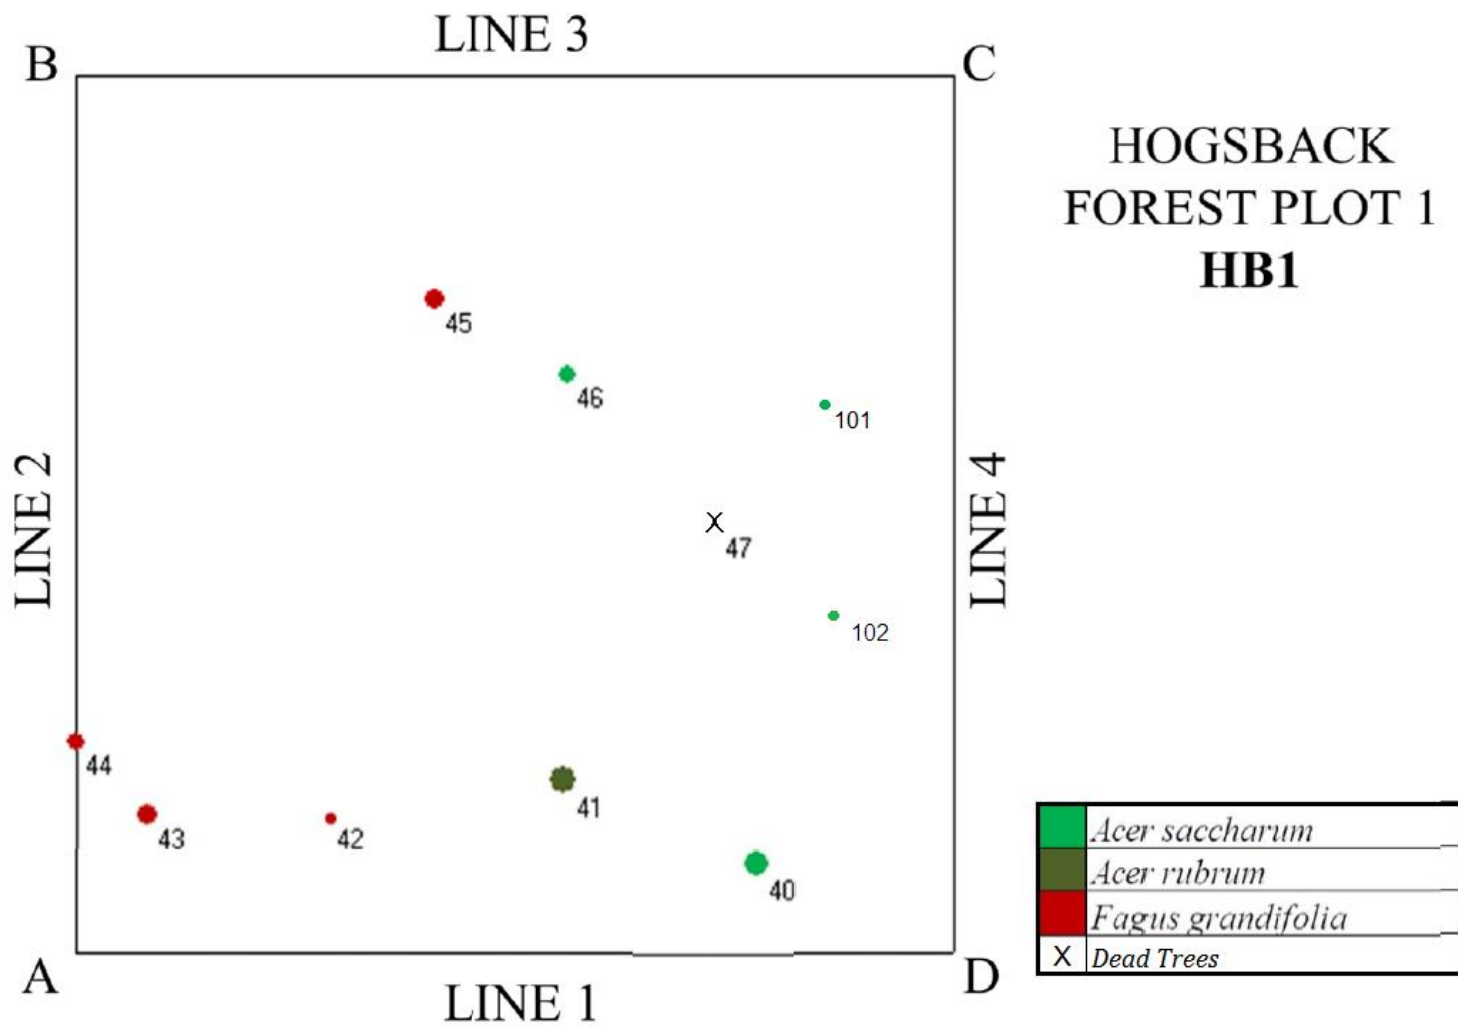 LINE 3
B
C
HOGSBACK
FOREST PLOT 1
HB1
45
46
101
LINE 2
LINE 4
47
102
44
43
42
41
40
Acer saccharum
Acer rubrum
Fagus grandifolia
X Dead Trees
A
D
LINE 1